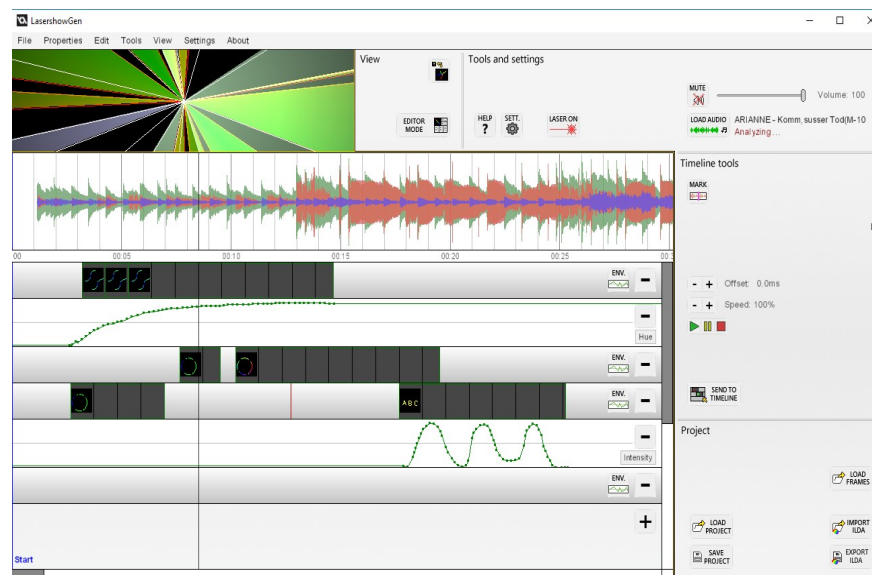 LasershowGen
File Properties Edit Tools View Settings About
View
EDITOR
MODE
Tools and settings
HELP
?
SETT.
LASER ON
MUTE
Volume: 100
LOAD AUDIO
ARIANNE - Komm, susser Tod(M-10
Analyzing...
00 00:05 00:10 00:15 00:20 00:25 00:3
ENV.
Hue
ENV.
ABC
ENV.
Intensity
ENV.
Start
Timeline tools
MARK
- + Offset: 0.0ms
- + Speed: 100%
SEND TO
TIMELINE
Project
LOAD
FRAMES
LOAD
PROJECT
IMPORT
ILDA
SAVE
PROJECT
EXPORT
ILDA